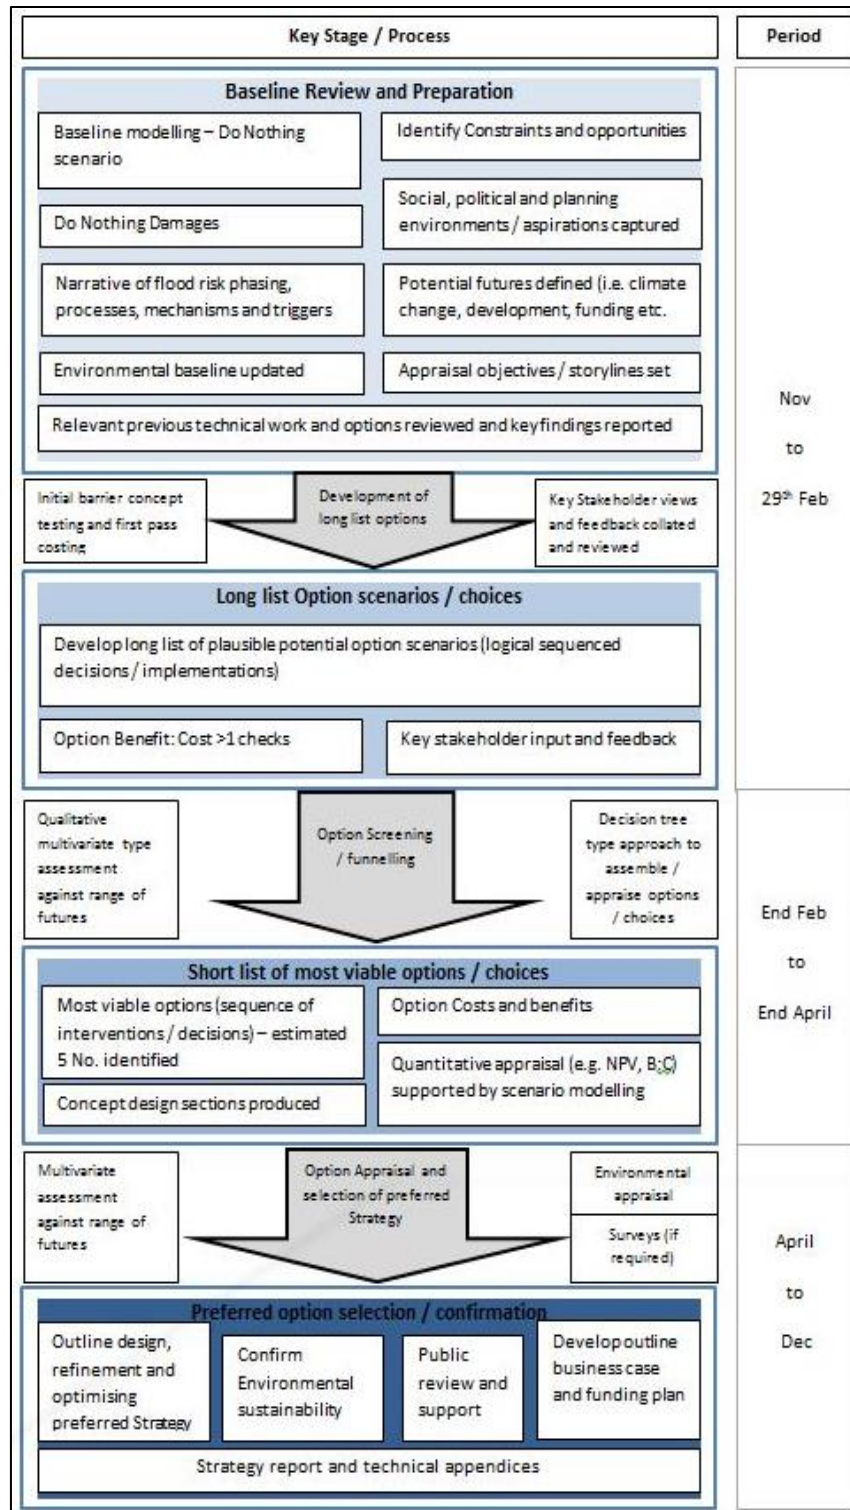 Key Stage / Process
Period
Baseline Review and Preparation
Baseline modelling – Do Nothing
scenario
Identify Constraints and opportunities
Do Nothing Damages
Social, political and planning
environments / aspirations captured
Narrative of flood risk phasing,
processes, mechanisms and triggers
Potential futures defined (i.e. climate
change, development, funding etc.
Environmental baseline updated
Appraisal objectives / storylines set
Relevant previous technical work and options reviewed and key findings reported
Nov
to
29th Feb
Initial barrier concept
testing and first pass
costing
Development of
long list options
Key Stakeholder views
and feedback collated
and reviewed
Long list Option scenarios / choices
Develop long list of plausible potential option scenarios (logical sequenced
decisions / implementations)
Option Benefit: Cost >1 checks
Key stakeholder input and feedback
Qualitative
multivariate type
assessment
against range of
futures
Option Screening
/ funnelling
Decision tree
type approach to
assemble /
appraise options
/ choices
End Feb
to
End April
Short list of most viable options / choices
Most viable options (sequence of
interventions / decisions) – estimated
5 No. identified
Option Costs and benefits
Concept design sections produced
Quantitative appraisal (e.g. NPV, B:C)
supported by scenario modelling
Multivariate
assessment
against range of
futures
Option Appraisal and
selection of preferred
Strategy
Environmental
appraisal
Surveys (if
required)
April
to
Dec
Preferred option selection / confirmation
Outline design,
refinement and
optimising
preferred Strategy
Confirm
Environmental
sustainability
Public
review and
support
Develop outline
business case
and funding plan
Strategy report and technical appendices